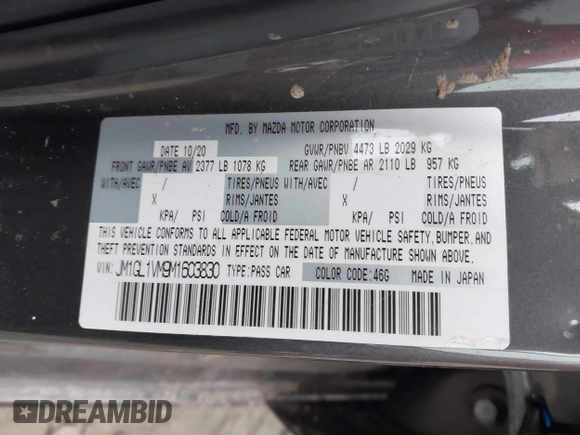 MFD. BY MAZDA MOTOR CORPORATION
DATE 10/20 GVWR/PNBV 4473 LB 2029 KG
FRONT GAWR/PNBE AV 2377 LB 1078 KG REAR GAWR/PNBE AR 2110 LB 957 KG
WITH/AVEC / TIRES/PNEUS WITH/AVEC / TIRES/PNEUS
X RIMS/JANTES X RIMS/JANTES
KPA/ PSI COLD/A FROID KPA/ PSI COLD/A FROID
THIS VEHICLE CONFORMS TO ALL APPLICABLE FEDERAL MOTOR VEHICLE SAFETY, BUMPER, AND
THEFT PREVENTION STANDARDS IN EFFECT ON THE DATE OF MANUFACTURE SHOWN ABOVE.
VIN: JM1GL1VM9M1603830 TYPE: PASS CAR COLOR CODE: 46G MADE IN JAPAN
DREAMBID